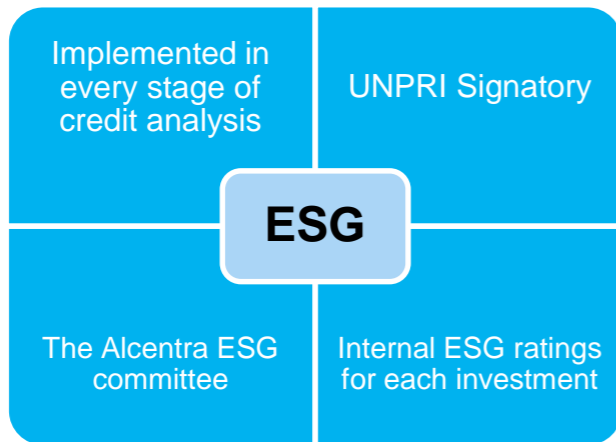 Implemented in
every stage of
credit analysis
UNPRI Signatory
ESG
The Alcentra ESG
committee
Internal ESG ratings
for each investment